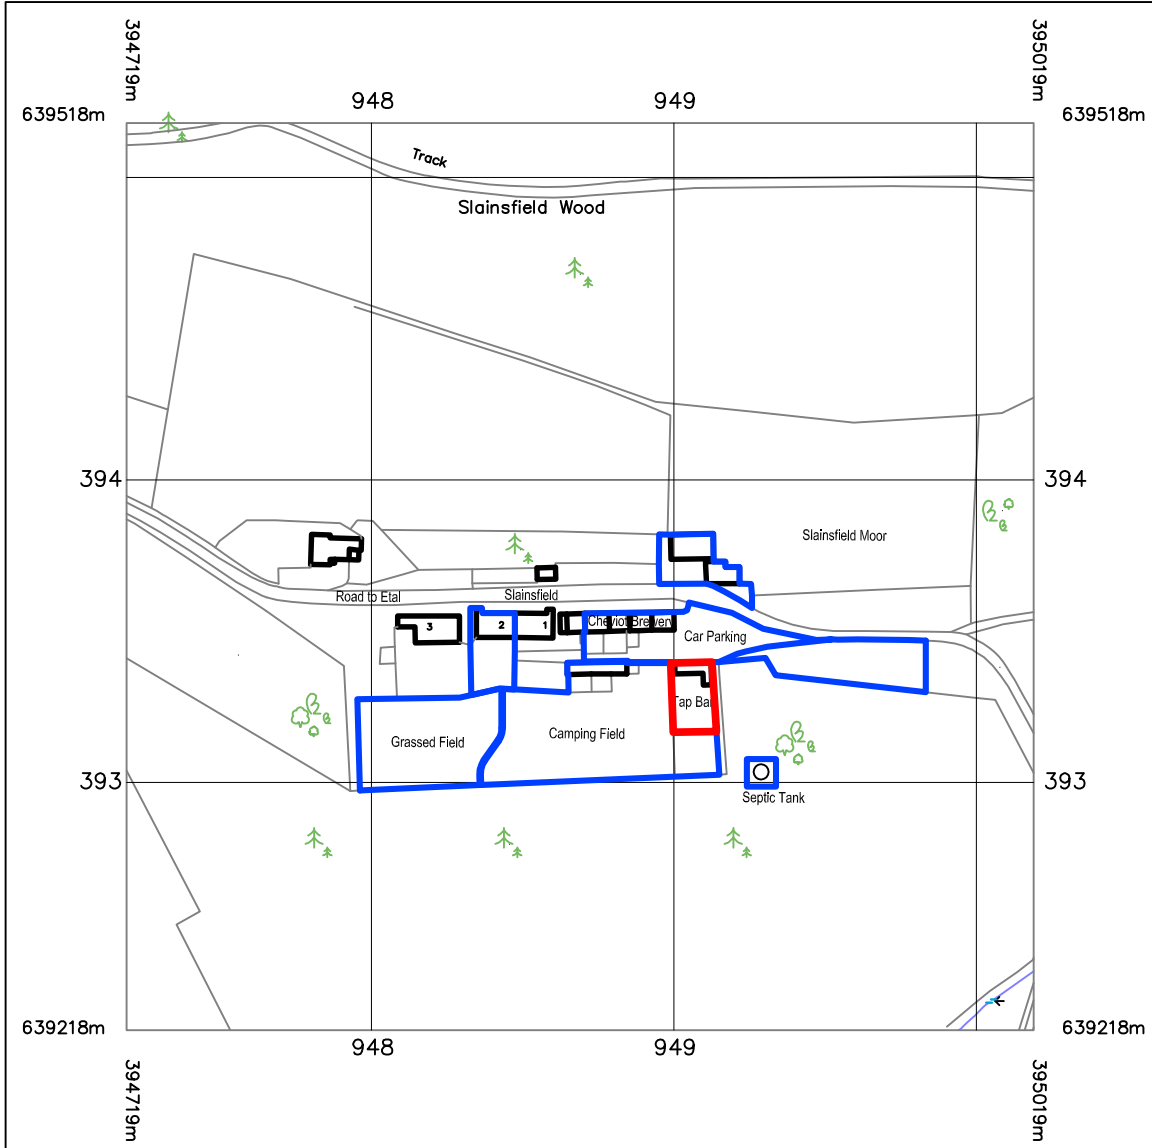 394719m
395019m
948
949
639518m
639518m
Track
Slainsfield Wood
394
394
Slainsfield Moor
Road to Etal
Slainsfield
3
2
1
Cheviot Brewery
Car Parking
Tap Bar
Grassed Field
Camping Field
393
393
Septic Tank
639218m
639218m
948
949
394719m
395019m